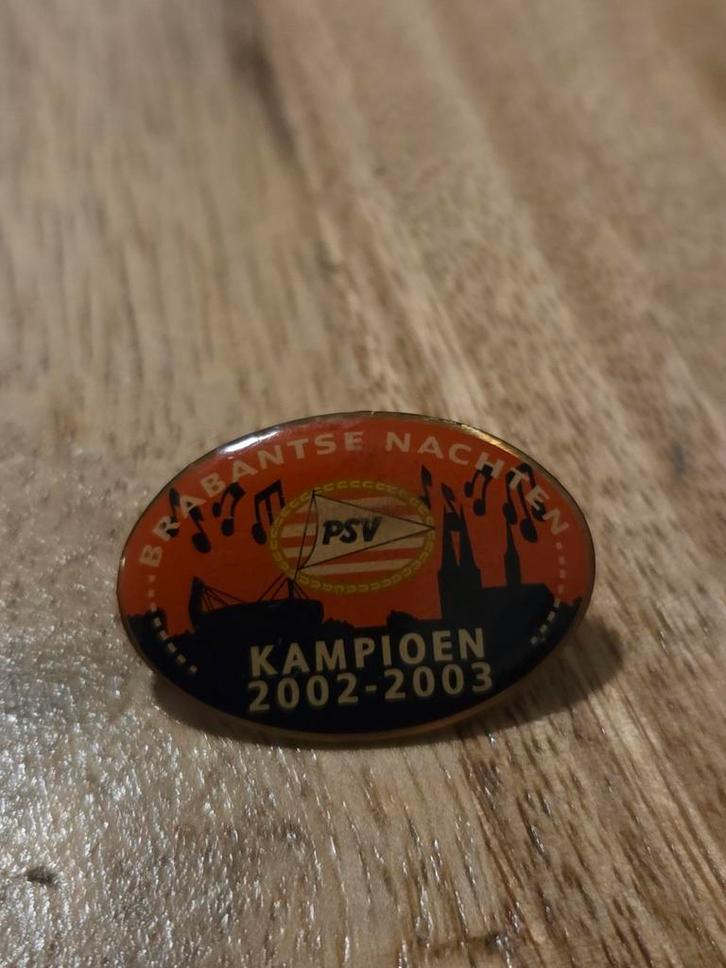 BRABANTSE NACHTEN
PSV
KAMPIOEN
2002-2003